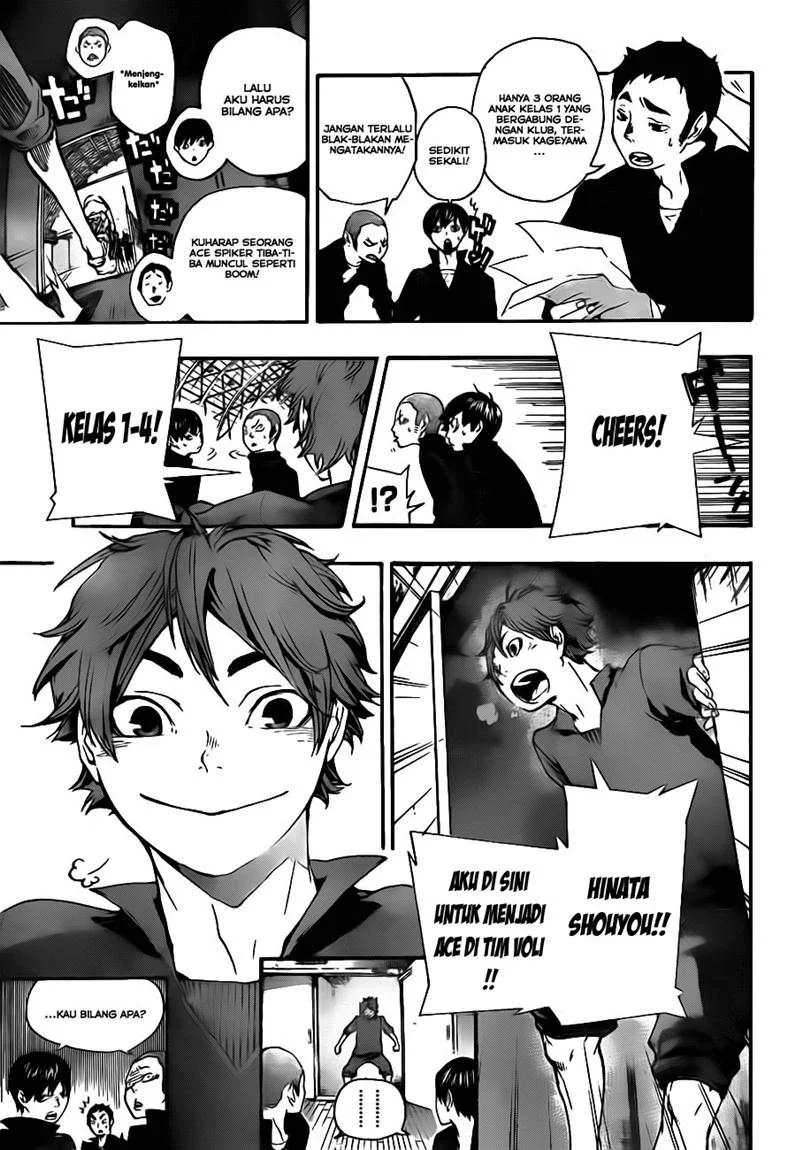 HANYA 3 ORANG
ANAK KELAS 1 YANG
BERGABUNG DE-
NGAN KLUB, TER-
MASUK KAGEYAMA
...
SEDIKIT
SEKALI!
JANGAN TERLALU
BLAK-BLAKAN ME-
NGATAKANNYA!
LALU
AKU HARUS
BILANG APA?
*Menjeng-
kelkan*
KUHARAP SEORANG
ACE SPIKER TIBA-TI-
BA MUNCUL SEPERTI
BOOM!
CHEERS!
!?
KELAS 1-4!
HINATA
SHOUYOU!!
AKU DI SINI
UNTUK MENJADI
ACE DI TIM VOLI
!!
...KAU BILANG APA?